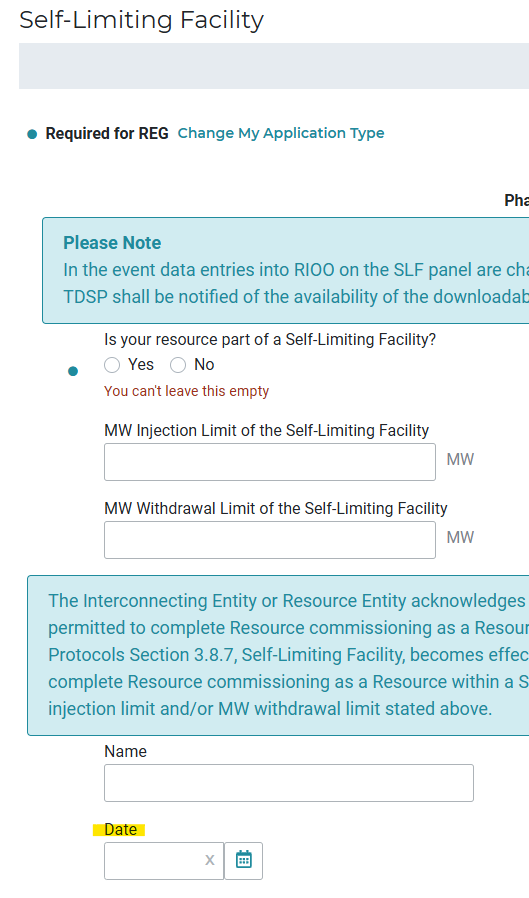 Self-Limiting Facility
Required for REG Change My Application Type
Pha
Please Note
In the event data entries into RIOO on the SLF panel are cha
TDSP shall be notified of the availability of the downloadab
Is your resource part of a Self-Limiting Facility?
Yes No
You can't leave this empty
MW Injection Limit of the Self-Limiting Facility
MW
MW Withdrawal Limit of the Self-Limiting Facility
MW
The Interconnecting Entity or Resource Entity acknowledges
permitted to complete Resource commissioning as a Resour
Protocols Section 3.8.7, Self-Limiting Facility, becomes effec
complete Resource commissioning as a Resource within a S
injection limit and/or MW withdrawal limit stated above.
Name
Date
X